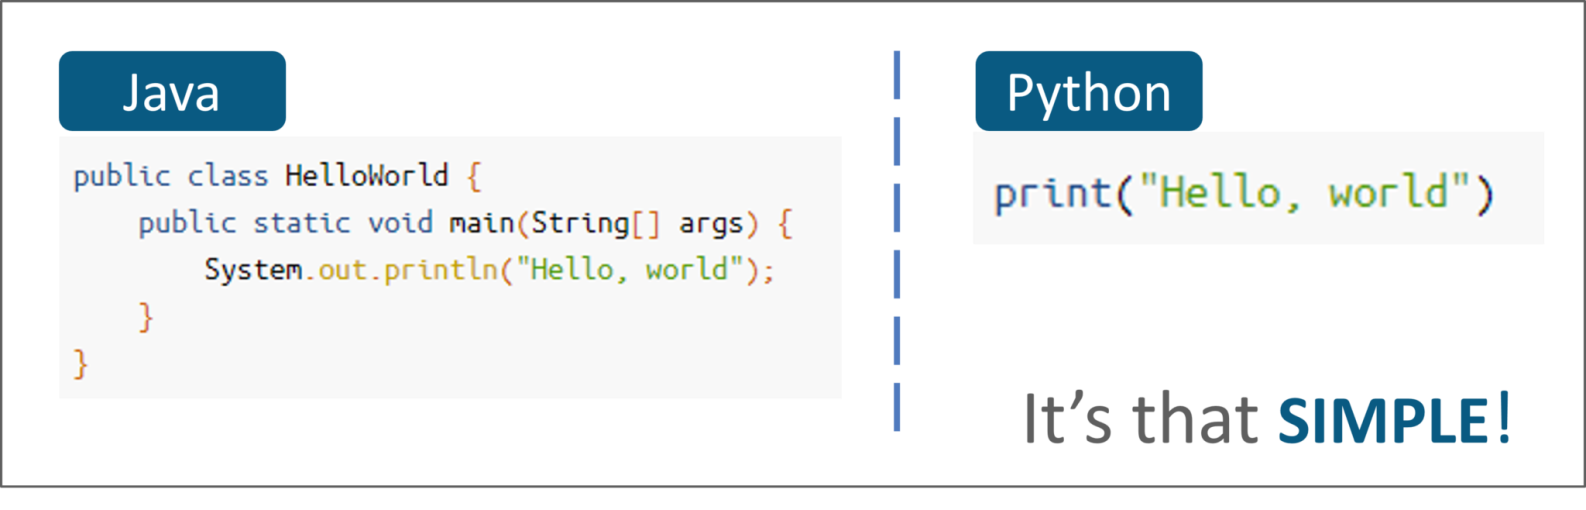 Java
public class HelloWorld {
    public static void main(String[] args) {
        System.out.println("Hello, world");
    }
}
Python
print("Hello, world")
It’s that SIMPLE!